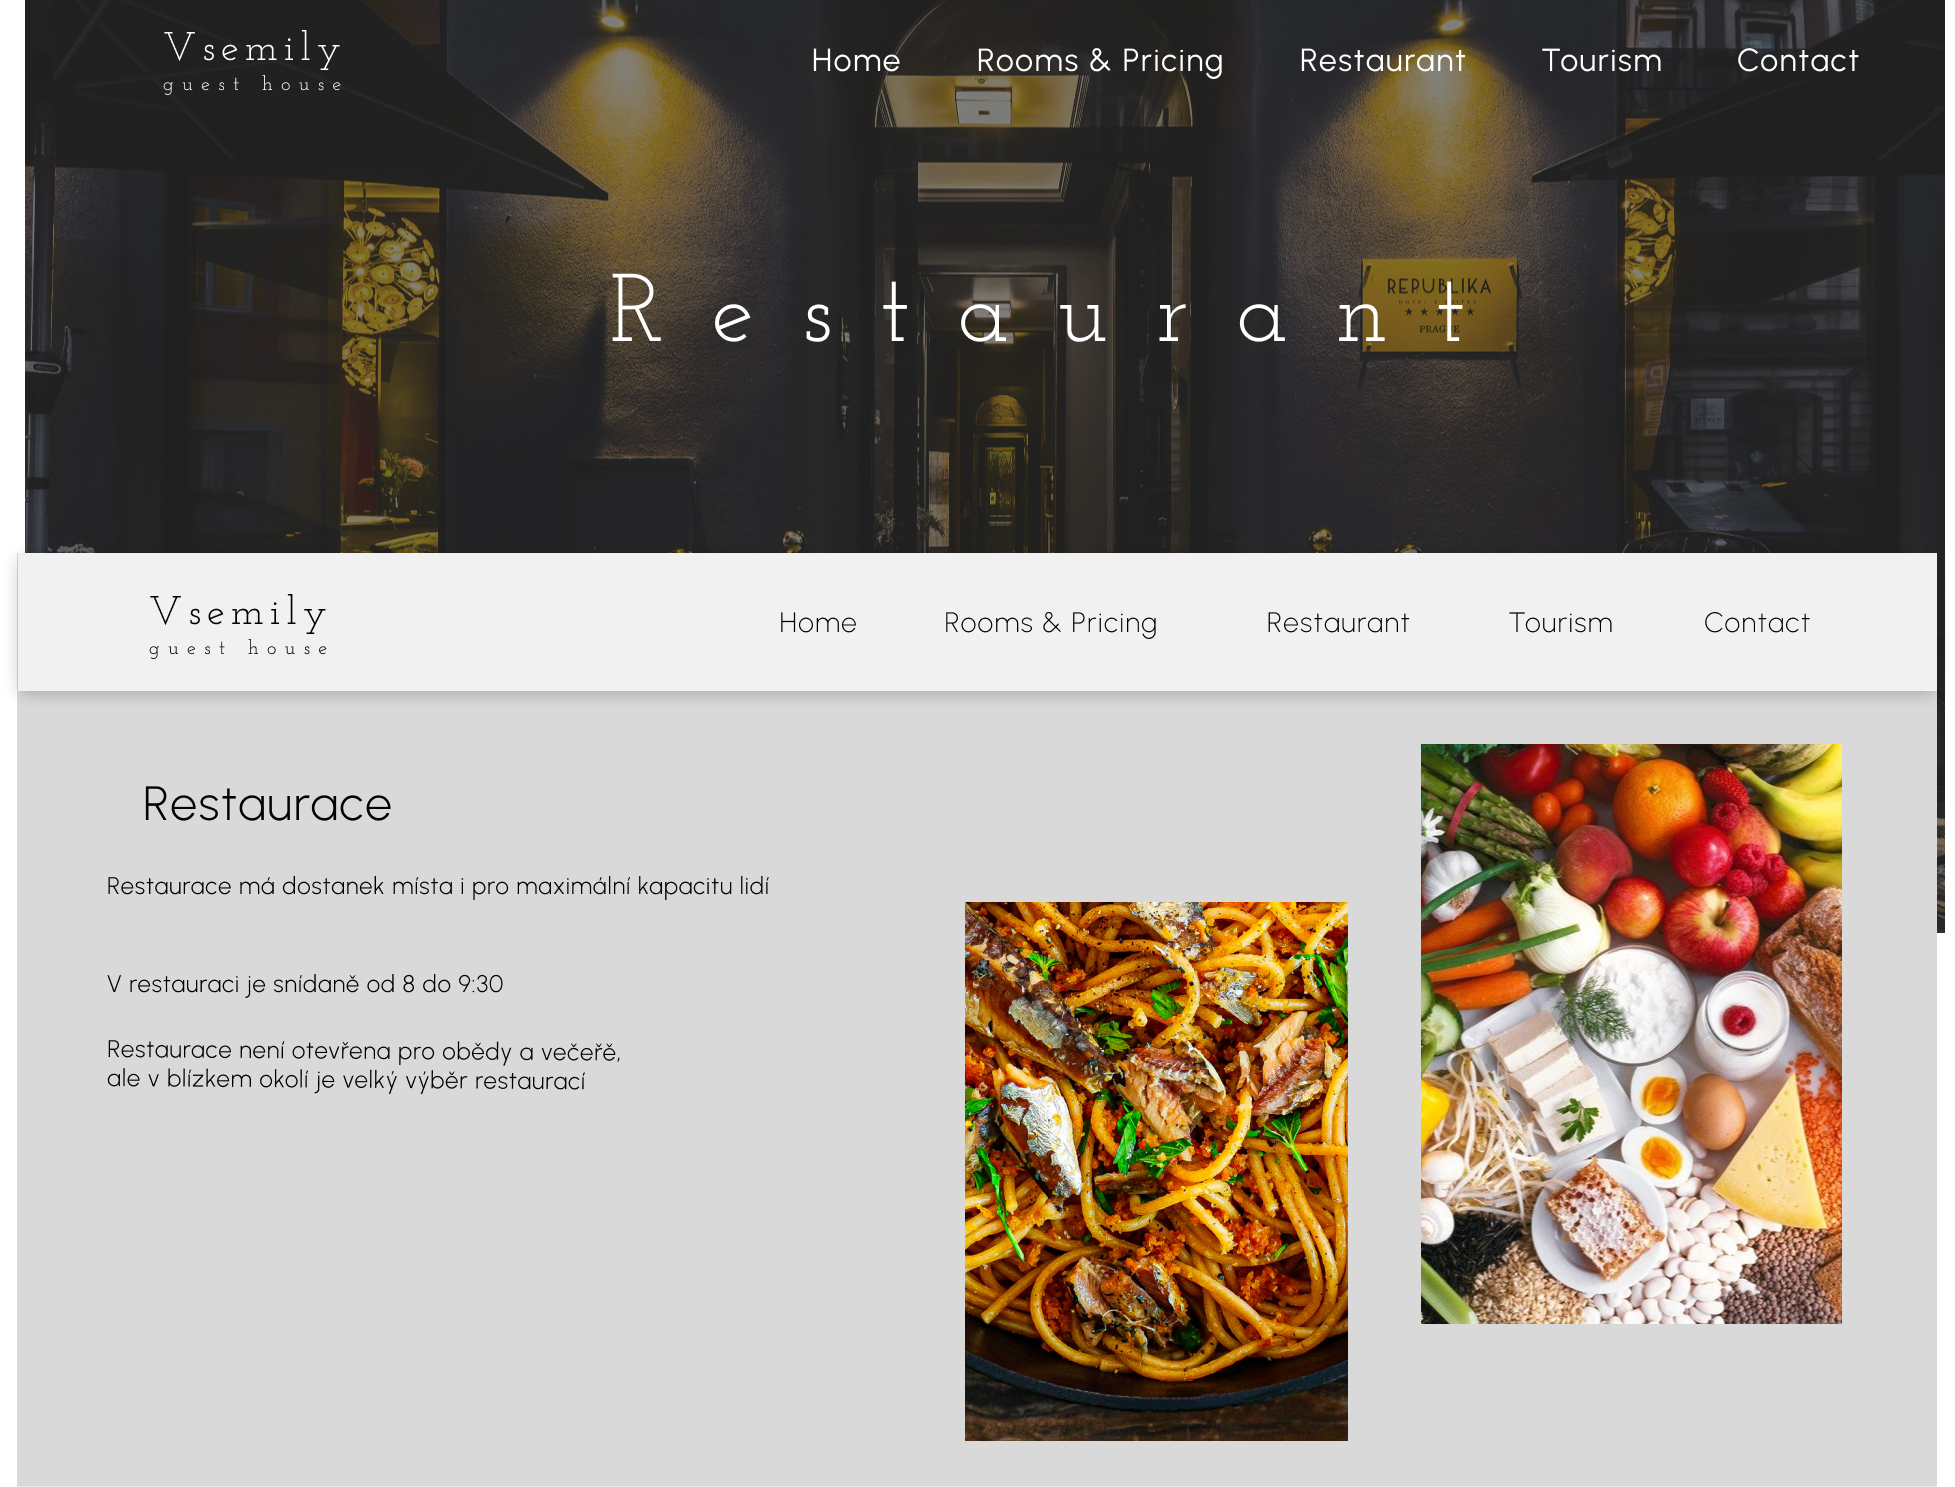 Vsemily
guest house
Home Rooms & Pricing Restaurant Tourism Contact
Restaurant
REPUBLIKA
PRAGUE
Vsemily
guest house
Home Rooms & Pricing Restaurant Tourism Contact
Restaurace
Restaurace má dostanek místa i pro maximální kapacitu lidí
V restauraci je snídaně od 8 do 9:30
Restaurace není otevřena pro obědy a večeřě,
ale v blízkem okolí je velký výběr restaurací